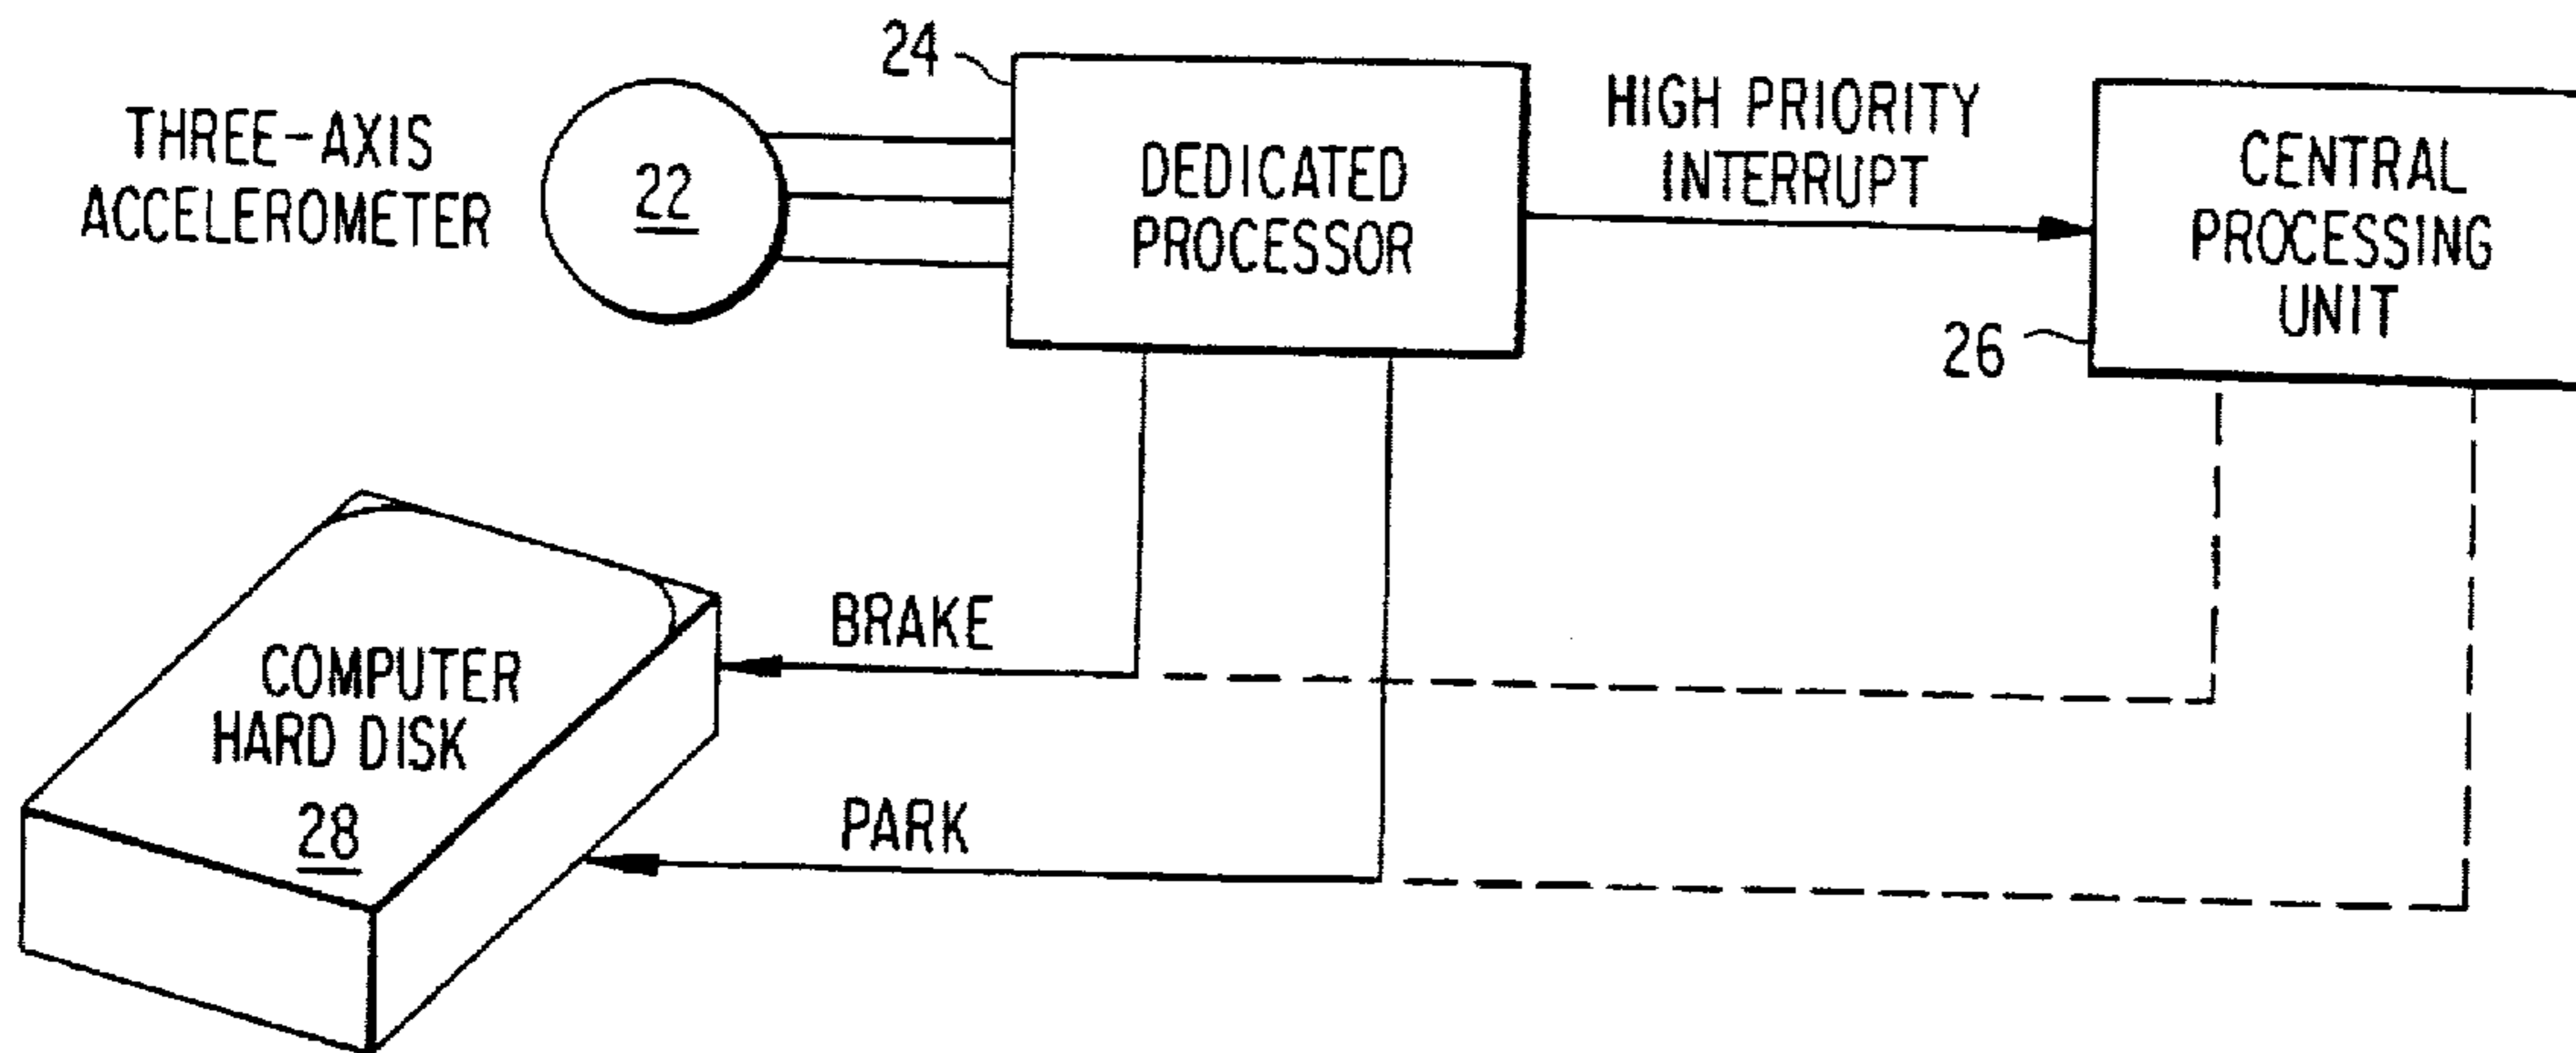 THREE-AXIS
ACCELEROMETER
22
24
DEDICATED
PROCESSOR
HIGH PRIORITY
INTERRUPT
CENTRAL
PROCESSING
UNIT
26
BRAKE
COMPUTER
HARD DISK
28
PARK